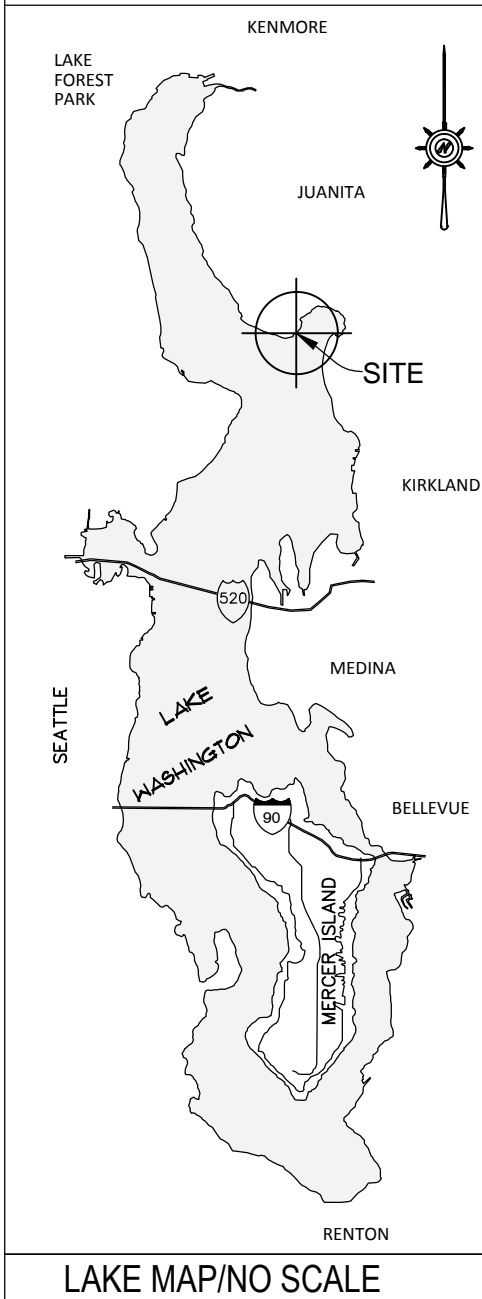 KENMORE
LAKE
FOREST
PARK
N
JUANITA
SITE
KIRKLAND
520
MEDINA
SEATTLE
LAKE
WASHINGTON
90
BELLEVUE
MERCER ISLAND
RENTON
LAKE MAP/NO SCALE